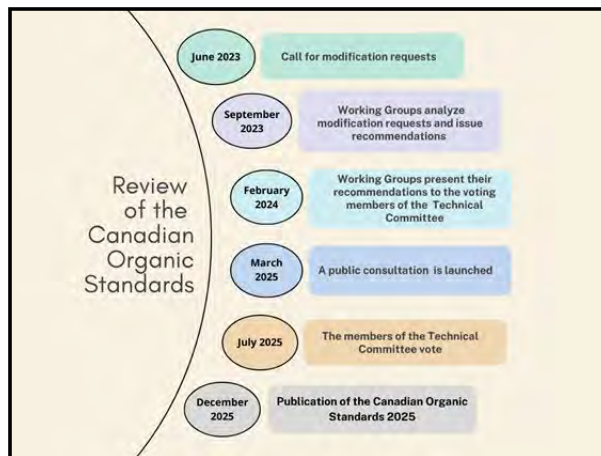 Review
of the
Canadian
Organic
Standards
June 2023
Call for modification requests
September
2023
Working Groups analyze
modification requests and issue
recommendations
February
2024
Working Groups present their
recommendations to the voting
members of the Technical
Committee
March
2025
A public consultation is launched
July 2025
The members of the Technical
Committee vote
December
2025
Publication of the Canadian Organic
Standards 2025